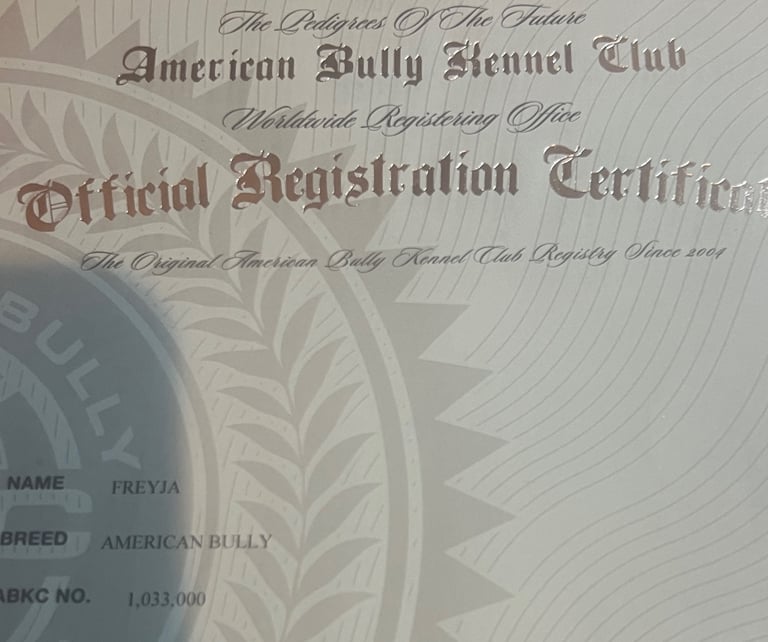 The Pedigrees Of The Future
American Bully Kennel Club
Worldwide Registering Office
Official Registration Certificat
The Original American Bully Kennel Club Registry Since 2004
BULLY
NAME FREYJA
BREED AMERICAN BULLY
ABKC NO. 1,033,000